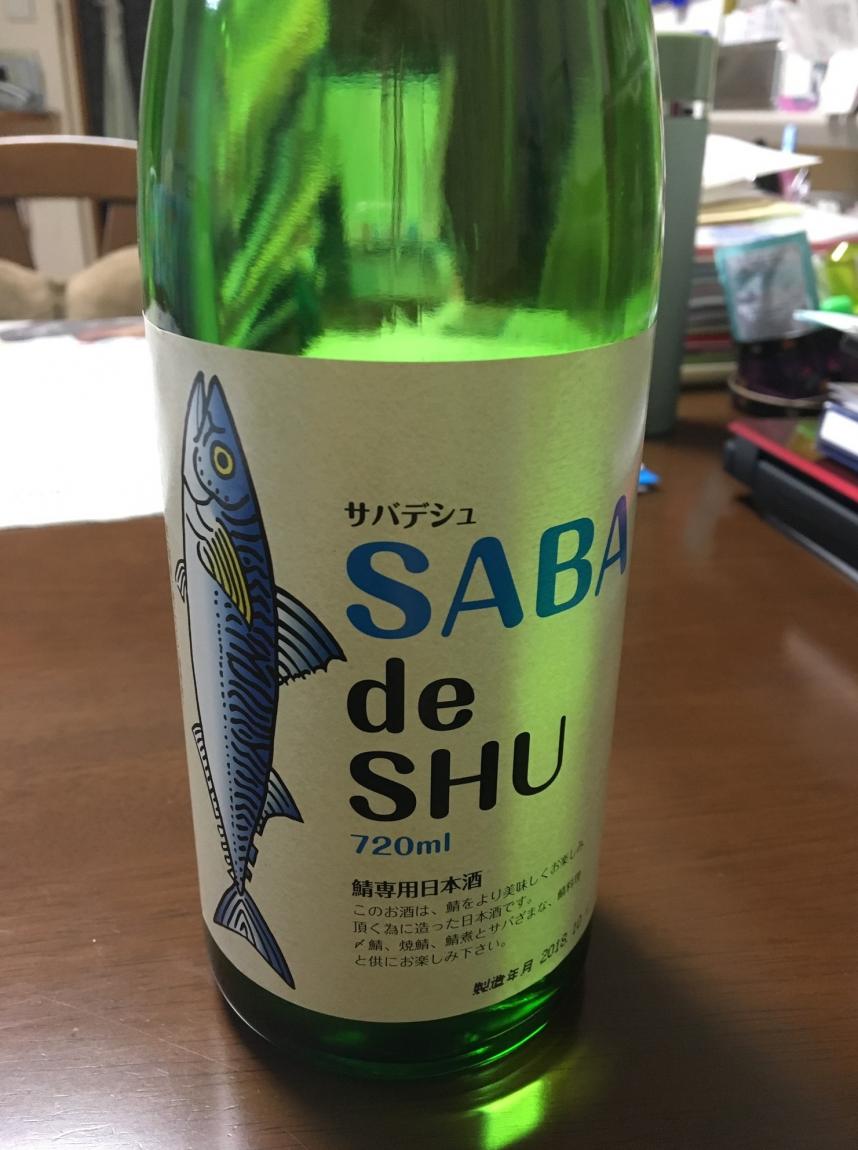 サバデシュ
SABA
de
SHU
720ml
鯖専用日本酒
このお酒は、鯖をより美味しくお楽しみ
頂く為に造った日本酒です。
〆鯖、焼鯖、鯖煮とサバざまな、鯖料理
と供にお楽しみ下さい。
製造年月 2018.10